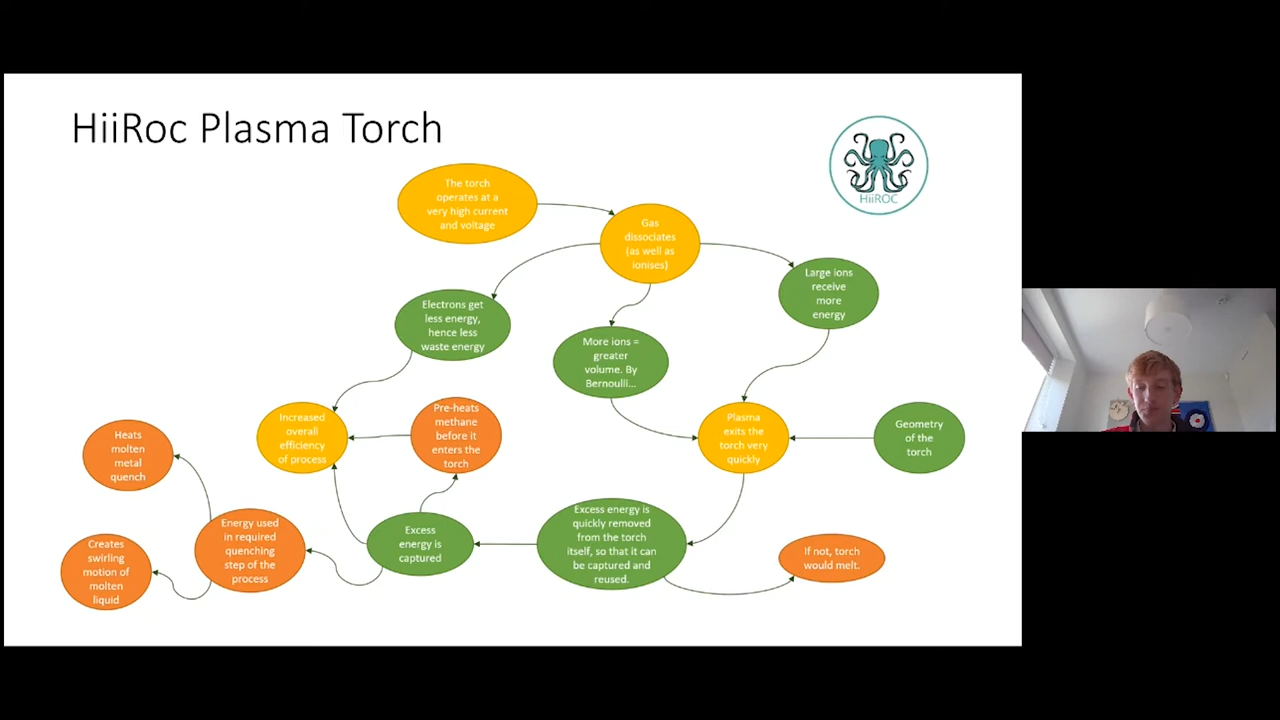 HiiRoc Plasma Torch
HiiROC
The torch
operates at a
very high current
and voltage
Gas
dissociates
(as well as
ionises)
Large ions
receive
more
energy
Electrons get
less energy,
hence less
waste energy
More ions =
greater
volume. By
Bernoulli...
Increased
overall
efficiency
of process
Pre-heats
methane
before it
enters the
torch
Plasma
exits the
torch very
quickly
Geometry
of the
torch
Heats
molten
metal
quench
Energy used
in required
quenching
step of the
process
Excess
energy is
captured
Excess energy is
quickly removed
from the torch
itself, so that it can
be captured and
reused.
If not, torch
would melt.
Creates
swirling
motion of
molten
liquid